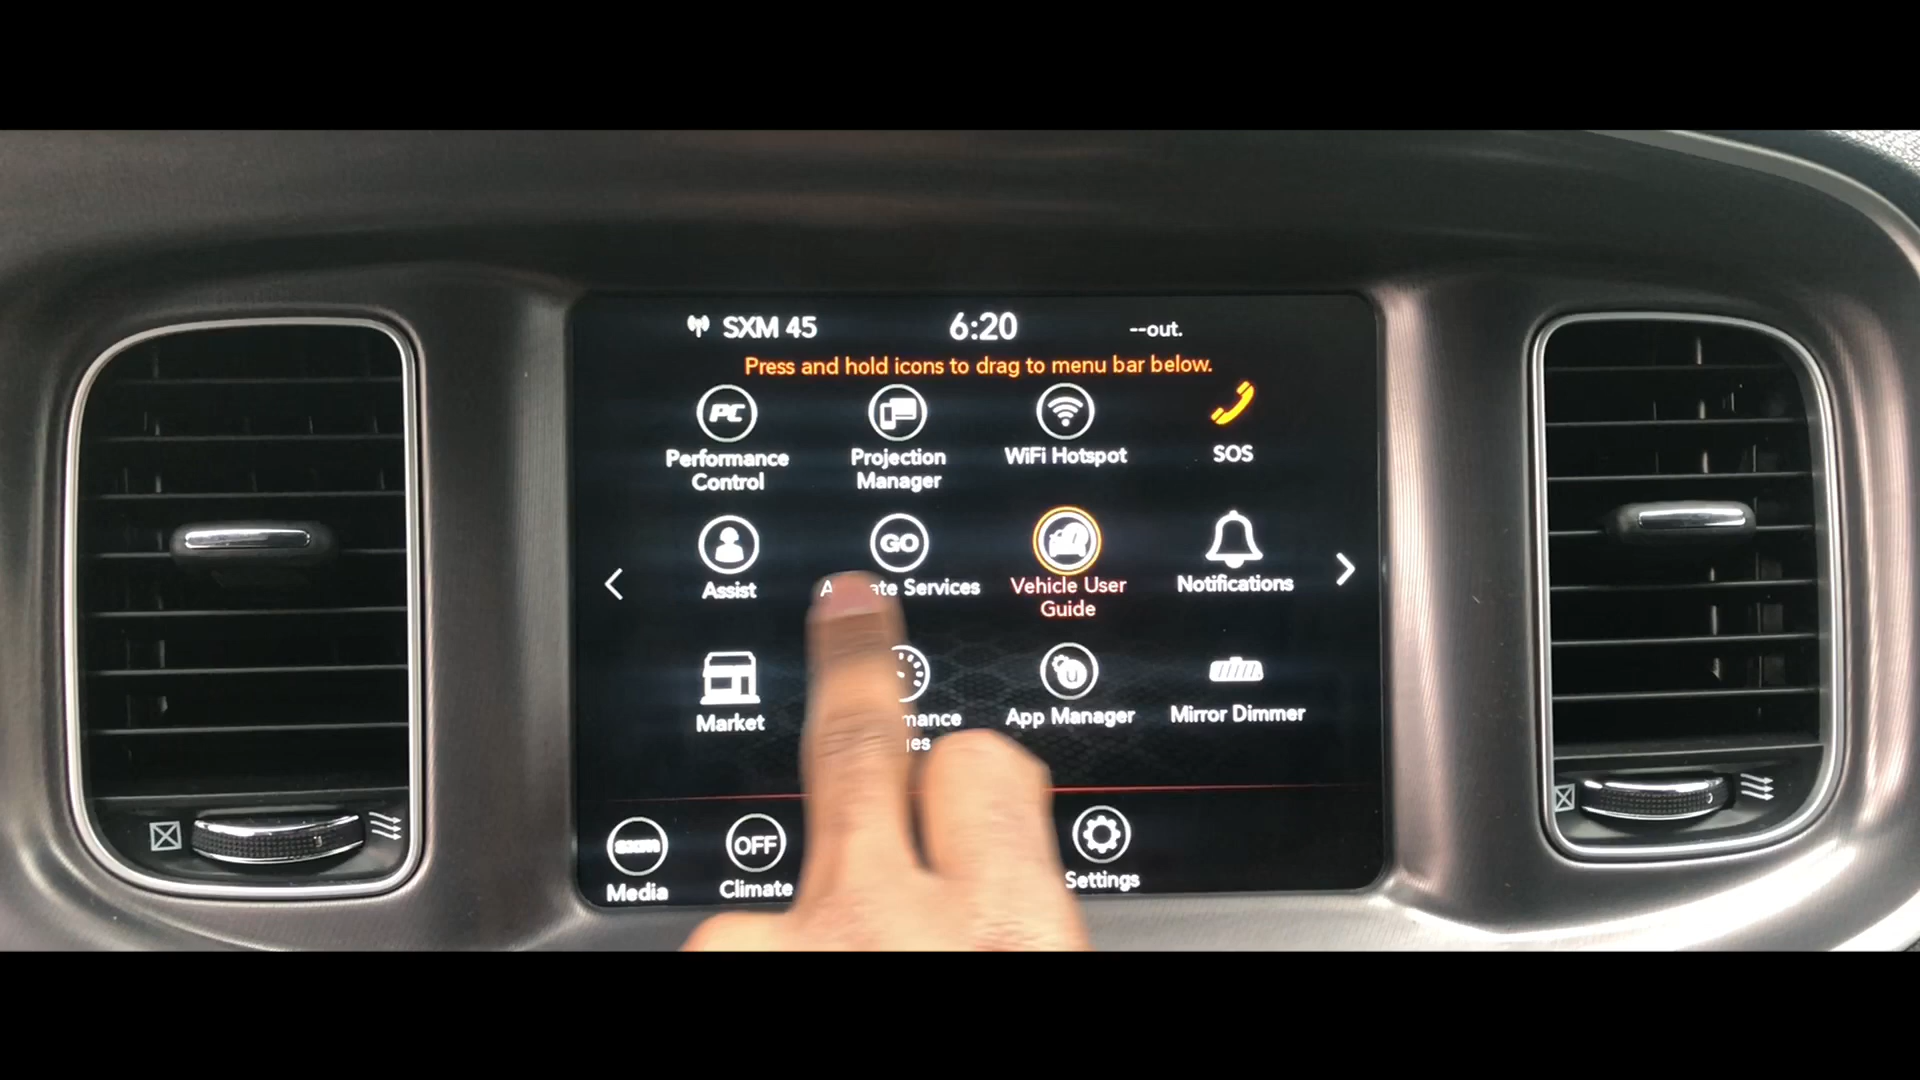 SXM 45
6:20
--out.
Press and hold icons to drag to menu bar below.
PC
Performance
Control
Projection
Manager
WiFi Hotspot
SOS
Assist
GO
Services
Vehicle User
Guide
Notifications
Market
App Manager
Mirror Dimmer
sxm
Media
OFF
Climate
Settings